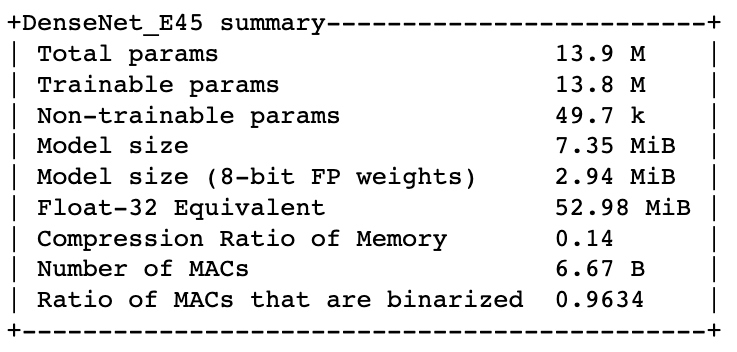 +DenseNet_E45 summary--------------------------+
| Total params                       13.9 M    |
| Trainable params                   13.8 M    |
| Non-trainable params               49.7 k    |
| Model size                         7.35 MiB  |
| Model size (8-bit FP weights)      2.94 MiB  |
| Float-32 Equivalent                52.98 MiB |
| Compression Ratio of Memory        0.14      |
| Number of MACs                     6.67 B    |
| Ratio of MACs that are binarized   0.9634    |
+----------------------------------------------+